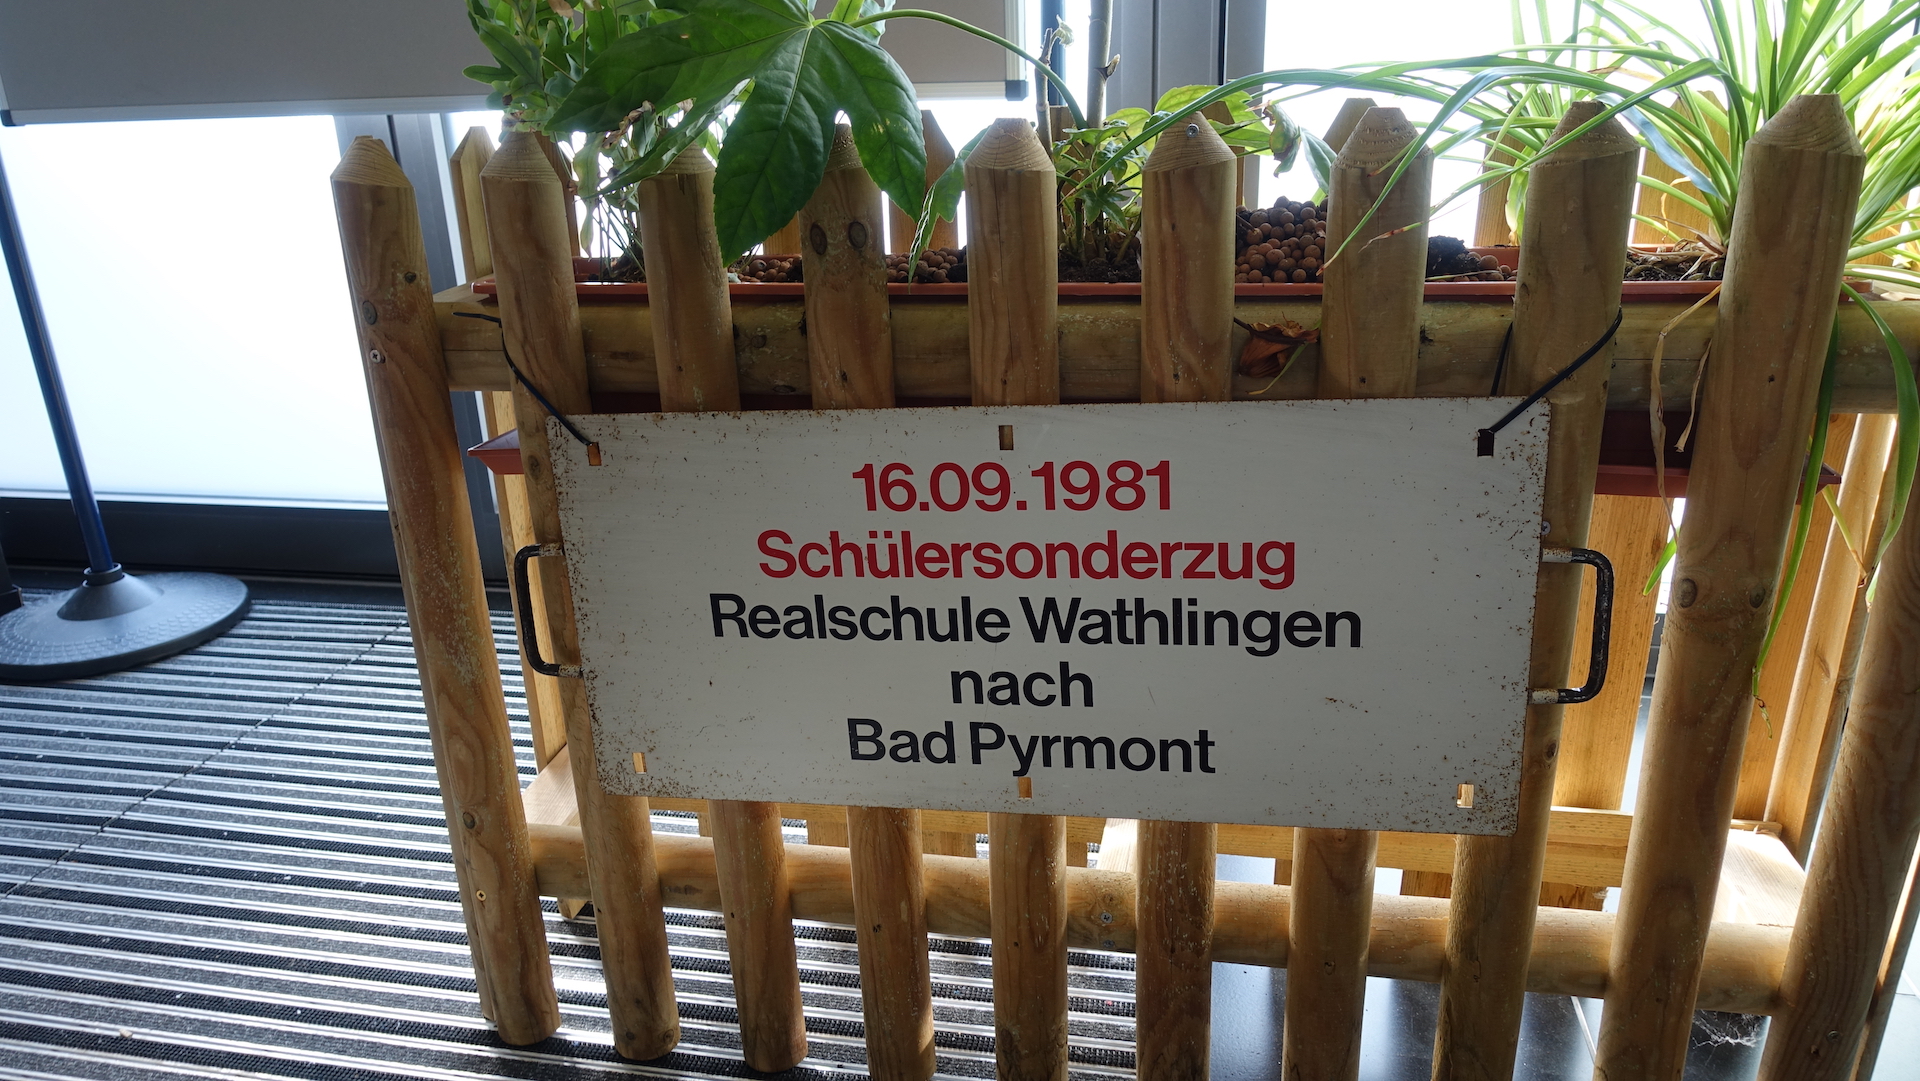 16.09.1981
Schülersonderzug
Realschule Wathlingen
nach
Bad Pyrmont